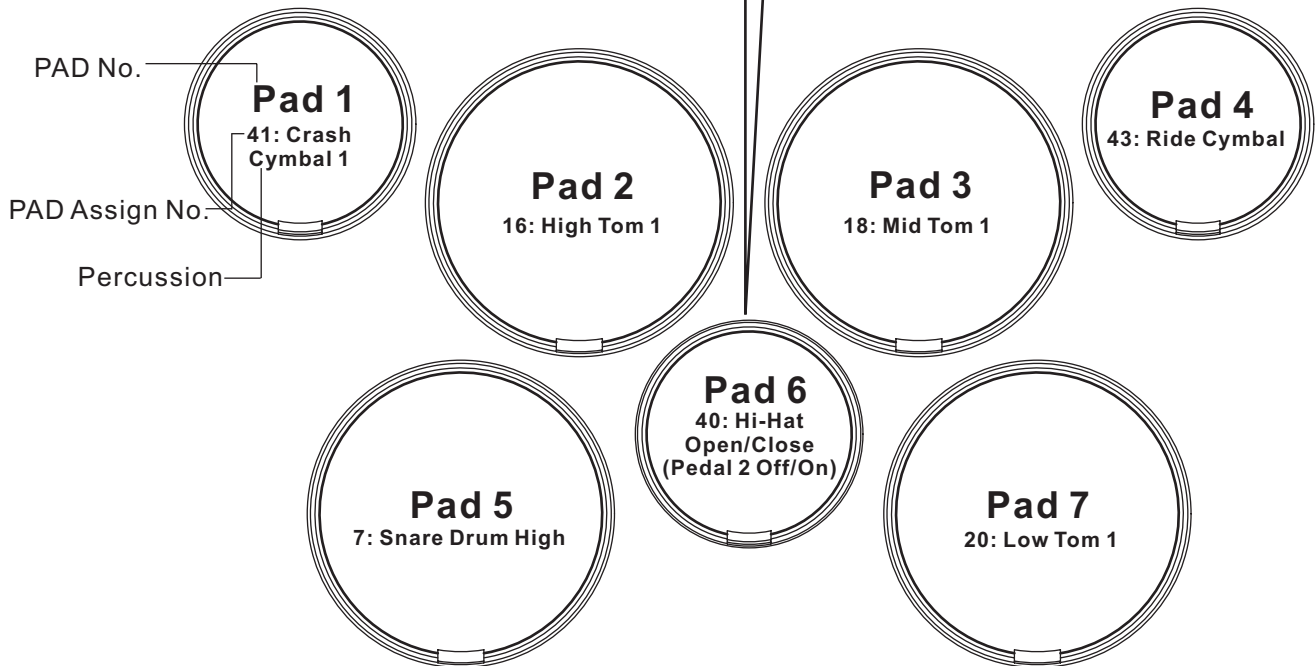 PAD No.
Pad 1
41: Crash
Cymbal 1
PAD Assign No.
Percussion
Pad 2
16: High Tom 1
Pad 3
18: Mid Tom 1
Pad 4
43: Ride Cymbal
Pad 5
7: Snare Drum High
Pad 6
40: Hi-Hat
Open/Close
(Pedal 2 Off/On)
Pad 7
20: Low Tom 1